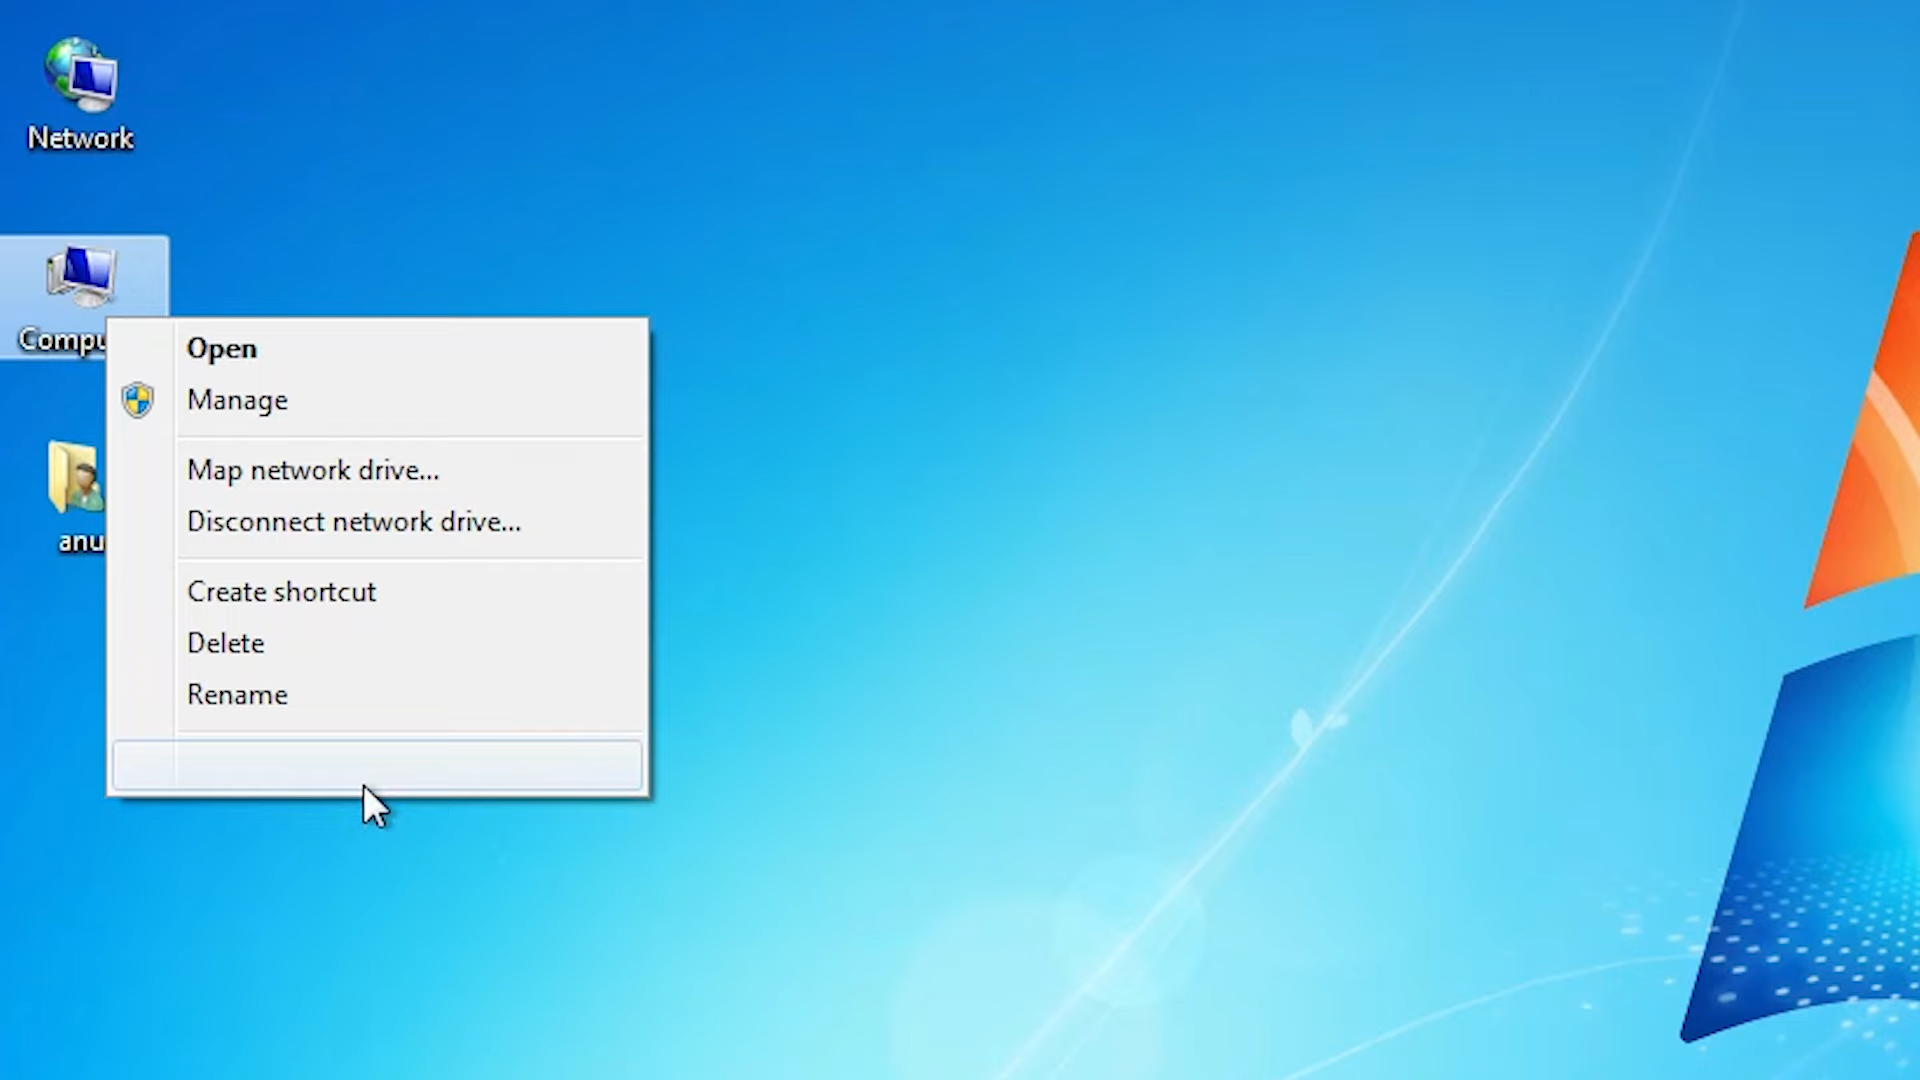 Network
Compu
anu
Open
Manage
Map network drive...
Disconnect network drive...
Create shortcut
Delete
Rename